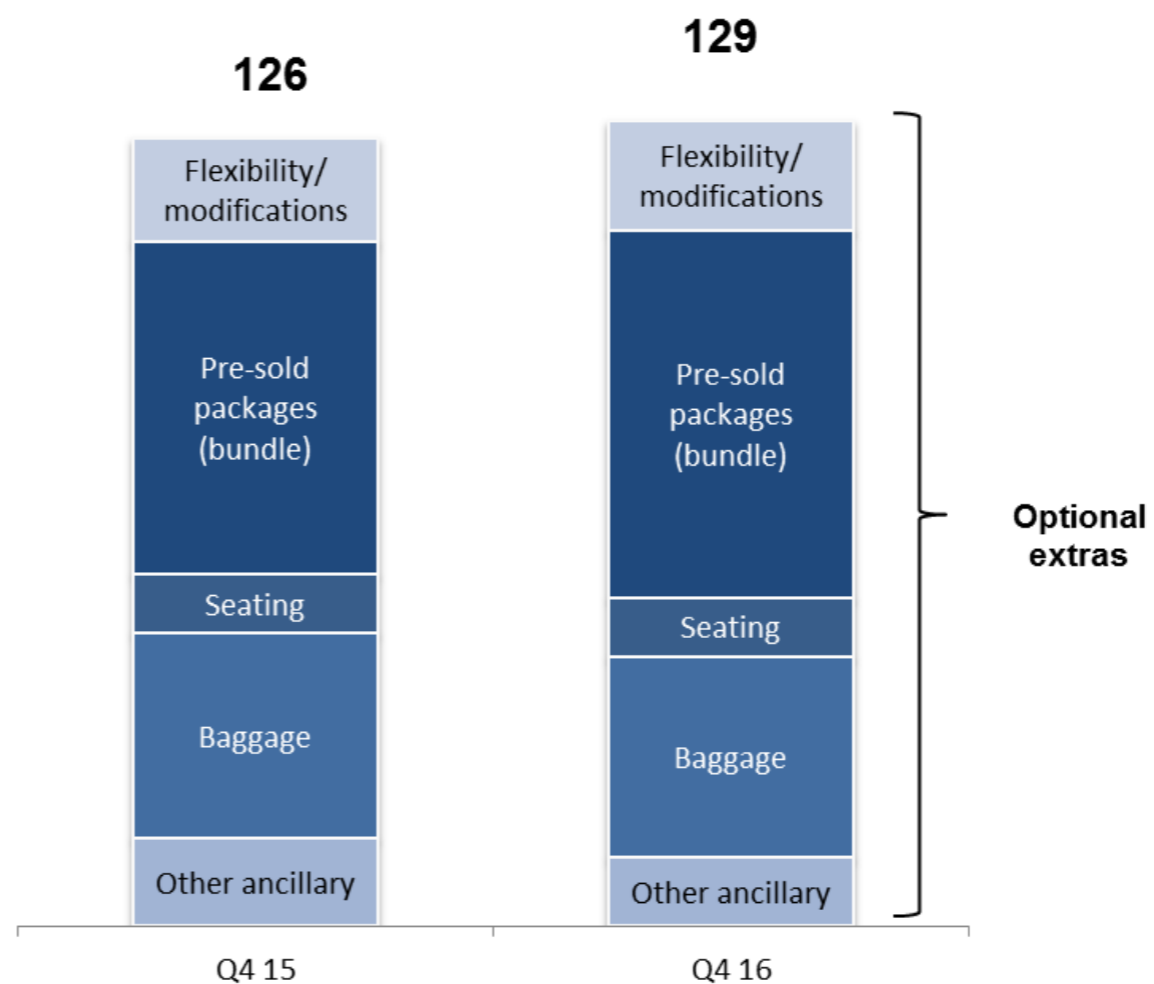 126
Flexibility/
modifications
Pre-sold
packages
(bundle)
Seating
Baggage
Other ancillary
Q4 15
129
Flexibility/
modifications
Pre-sold
packages
(bundle)
Seating
Baggage
Other ancillary
Q4 16
Optional
extras